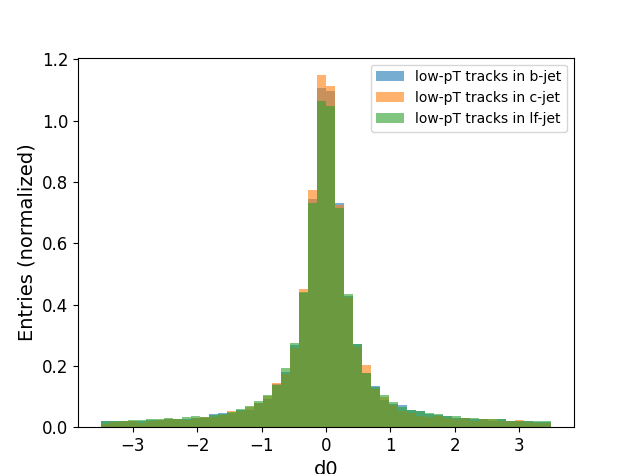 low-pT tracks in b-jet
low-pT tracks in c-jet
low-pT tracks in lf-jet
Entries (normalized)
1.2
1.0
0.8
0.6
0.4
0.2
0.0
−3 −2 −1 0 1 2 3
d0